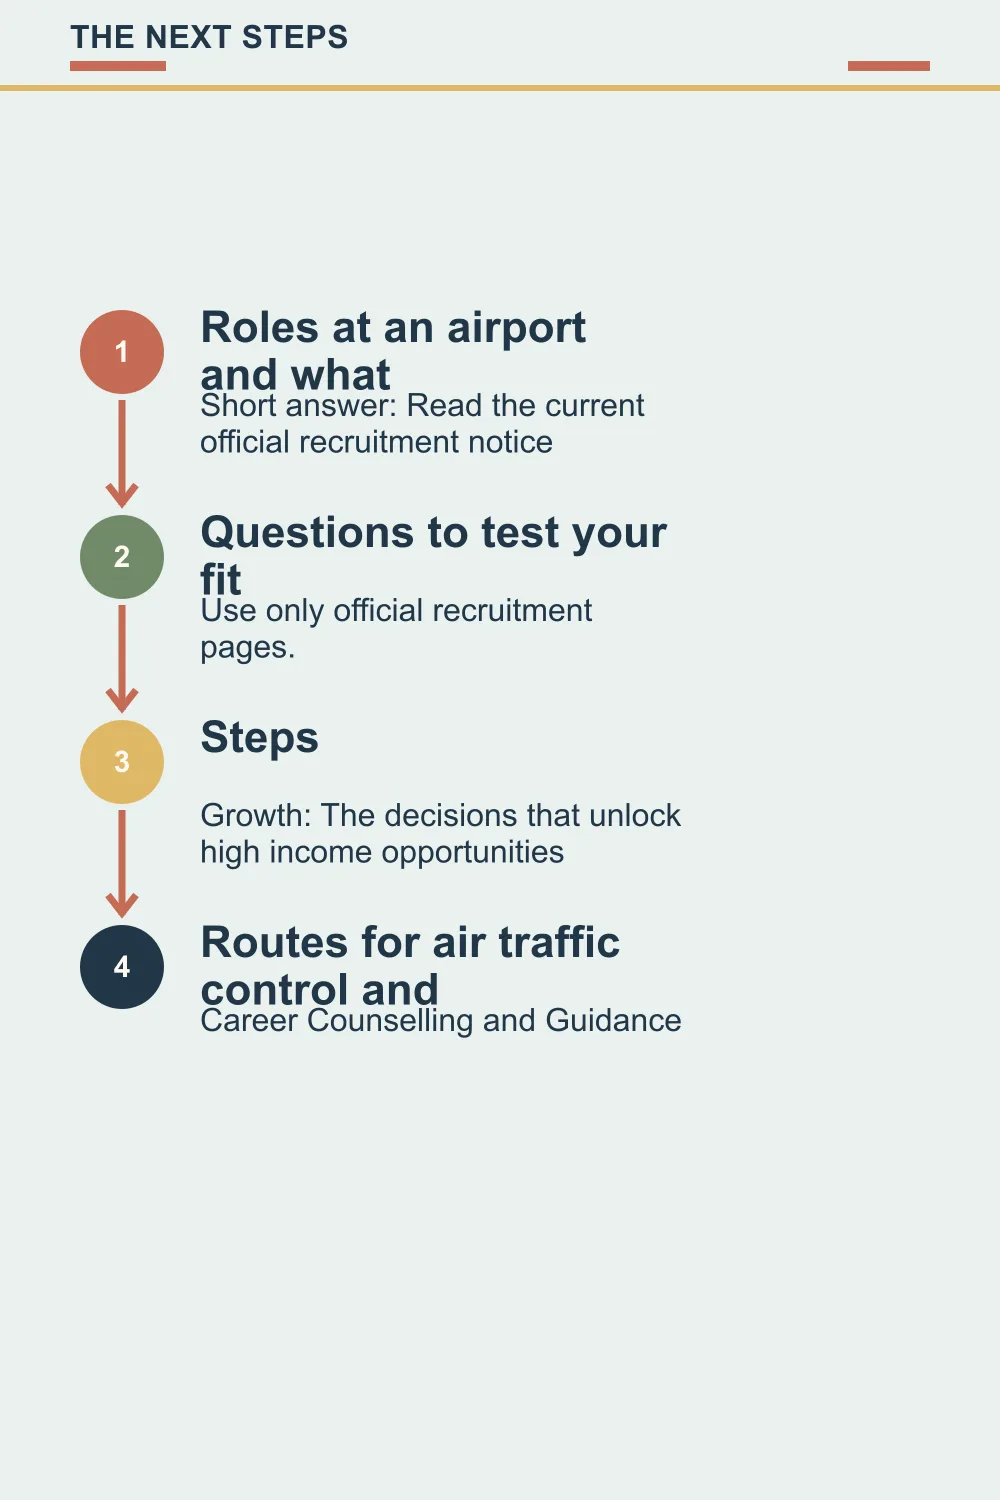 THE NEXT STEPS
1
Roles at an airport
and what
Short answer: Read the current
official recruitment notice
2
Questions to test your
fit
Use only official recruitment
pages.
3
Steps
Growth: The decisions that unlock
high income opportunities
4
Routes for air traffic
control and
Career Counselling and Guidance